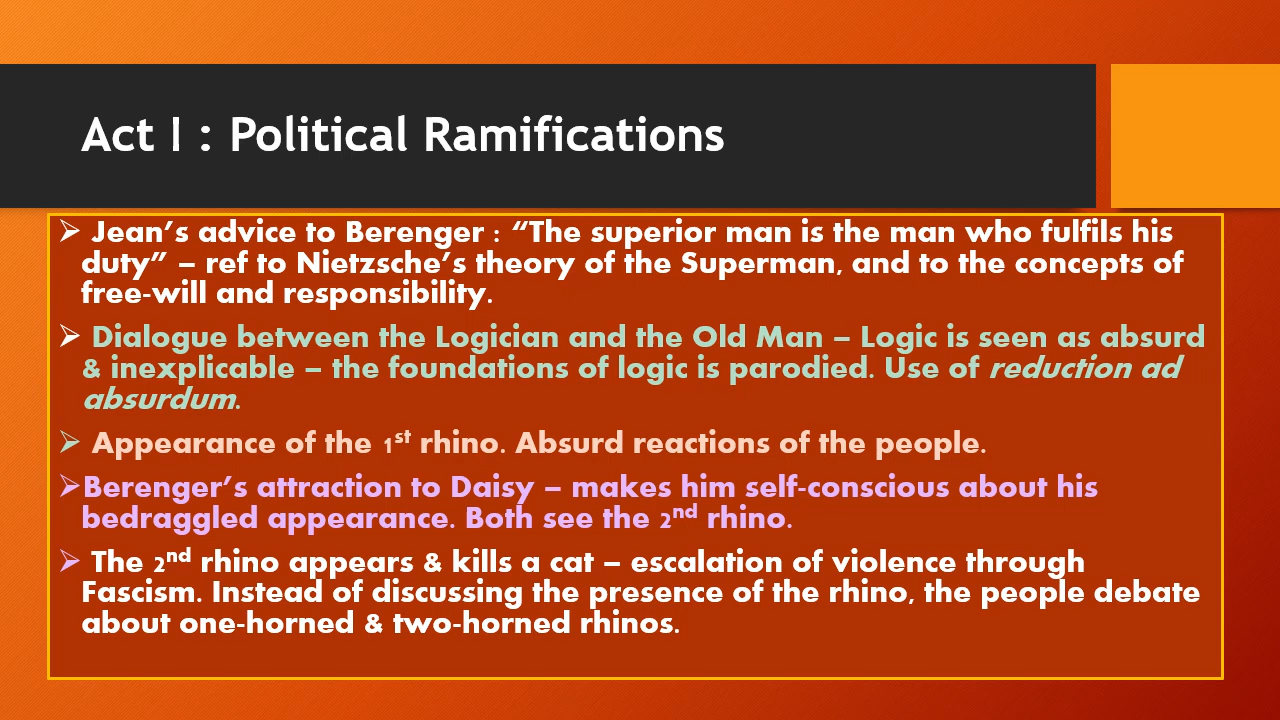 Act I : Political Ramifications
➢ Jean’s advice to Berenger : “The superior man is the man who fulfils his
duty” – ref to Nietzsche’s theory of the Superman, and to the concepts of
free-will and responsibility.
➢ Dialogue between the Logician and the Old Man – Logic is seen as absurd
& inexplicable – the foundations of logic is parodied. Use of reduction ad
absurdum.
➢ Appearance of the 1st rhino. Absurd reactions of the people.
➢Berenger’s attraction to Daisy – makes him self-conscious about his
bedraggled appearance. Both see the 2nd rhino.
➢ The 2nd rhino appears & kills a cat – escalation of violence through
Fascism. Instead of discussing the presence of the rhino, the people debate
about one-horned & two-horned rhinos.